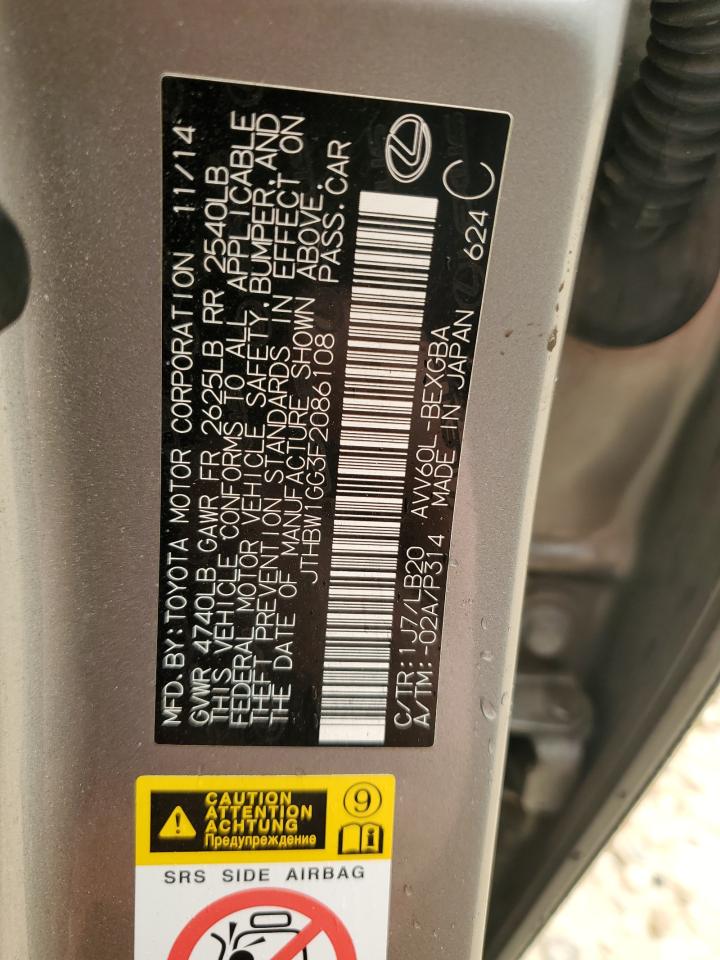 MFD.BY:TOYOTA MOTOR CORPORATION 11/14
GVWR 4740LB GAWR FR 2625LB RR 2540LB
THIS VEHICLE CONFORMS TO ALL APPLICABLE
FEDERAL MOTOR VEHICLE SAFETY,BUMPER,AND
THEFT PREVENTION STANDARDS IN EFFECT ON
THE DATE OF MANUFACTURE SHOWN ABOVE.
JTHBW1GG3F2086108 PASS.CAR
C/TR:1J7/LB20 AVV60L-BEXGBA
A/TM:-02A/P314 MADE IN JAPAN 624 C
CAUTION
ATTENTION
ACHTUNG
Предупреждение
9
SRS SIDE AIRBAG